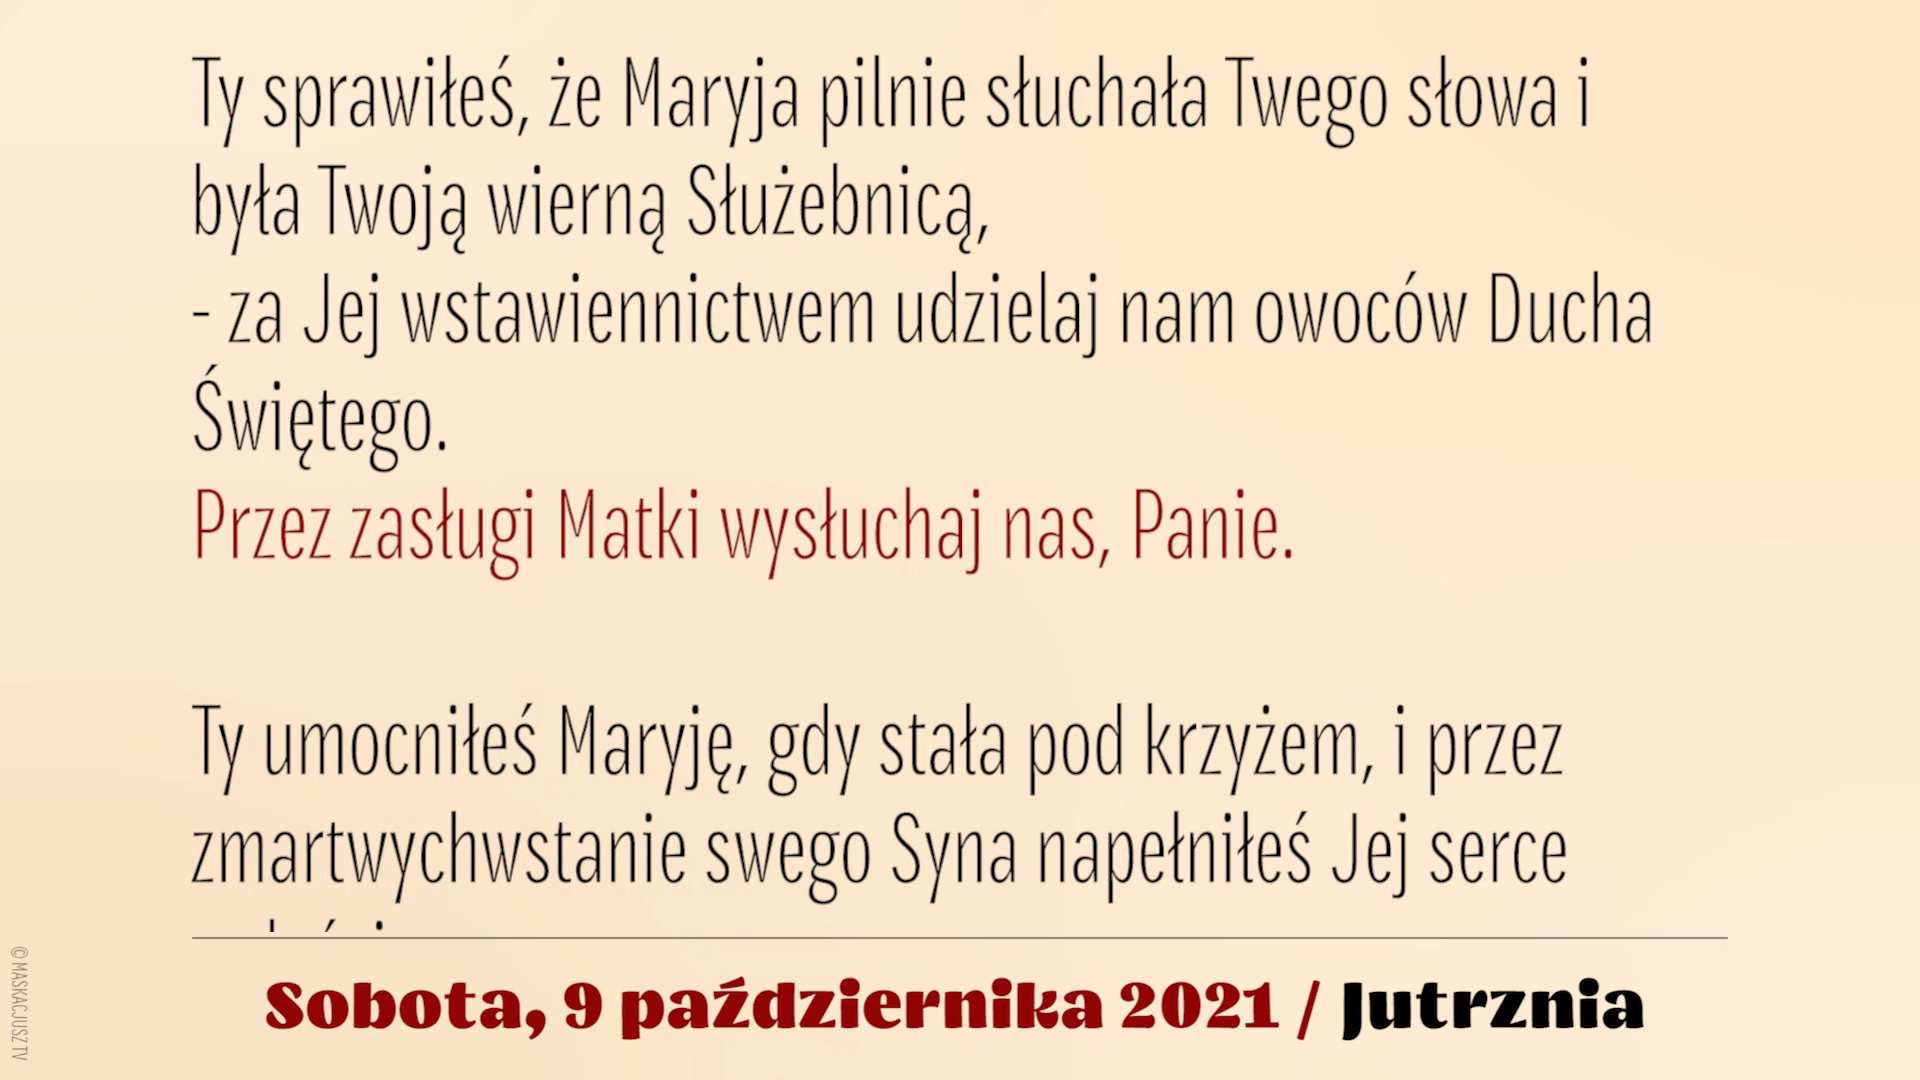 Ty sprawiłeś, że Maryja pilnie słuchała Twego słowa i
była Twoją wierną Służebnicą,
- za Jej wstawiennictwem udzielaj nam owoców Ducha
Świętego.
Przez zasługi Matki wysłuchaj nas, Panie.
Ty umocniłeś Maryję, gdy stała pod krzyżem, i przez
zmartwychwstanie swego Syna napełniłeś Jej serce
Sobota, 9 października 2021 / Jutrznia
© MASKACJUSZ TV